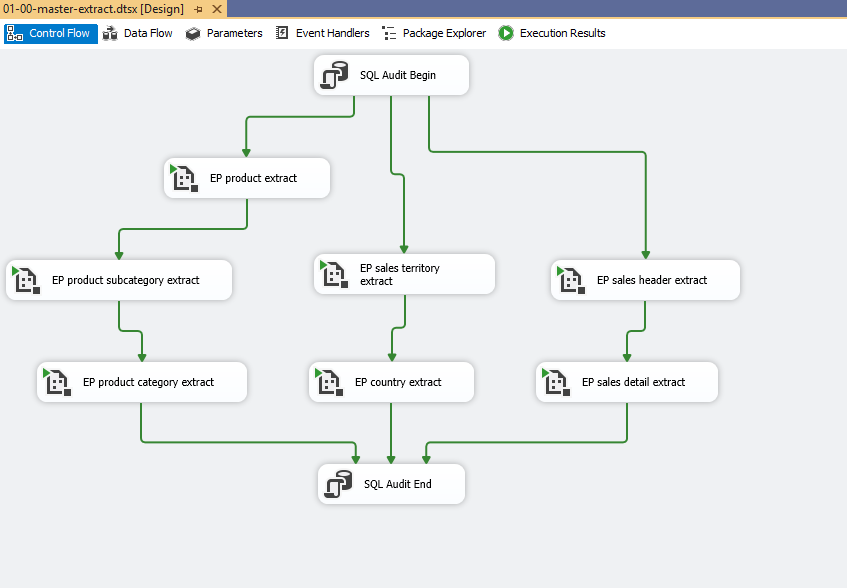 01-00-master-extract.dtsx [Design]
Control Flow
Data Flow
Parameters
Event Handlers
Package Explorer
Execution Results
SQL Audit Begin
EP product extract
EP product subcategory extract
EP sales territory
extract
EP sales header extract
EP product category extract
EP country extract
EP sales detail extract
SQL Audit End